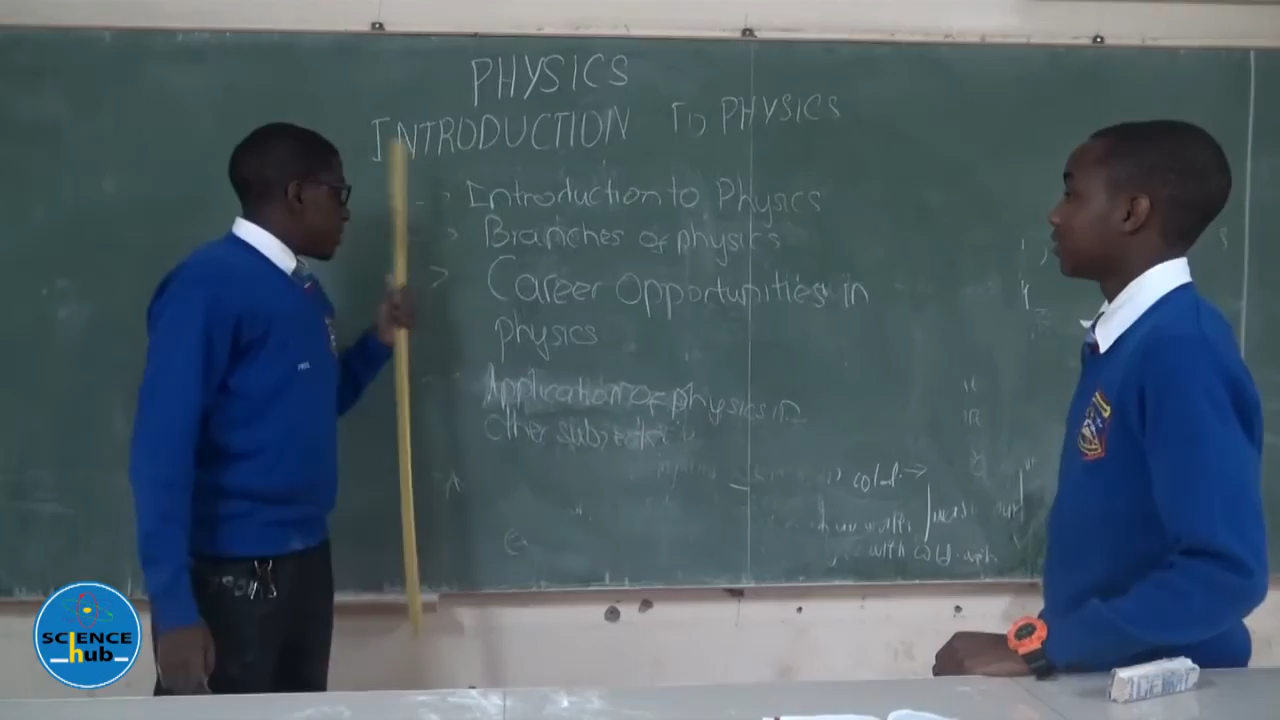 PHYSICS
INTRODUCTION TO PHYSICS
Introduction to Physics
> Branches of physics
> Career Opportunities in
physics
Application of physics in
Other subjects
with
SCIENCE
hub